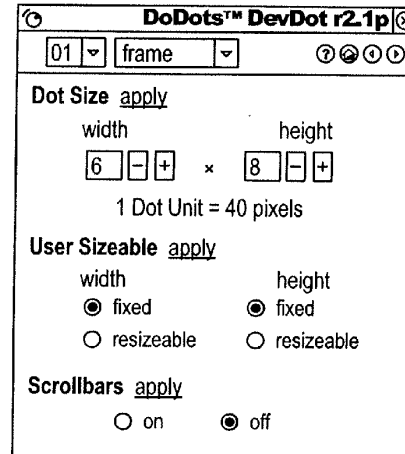 DoDots™ DevDot r2.1p
01 frame ?
Dot Size apply
width height
6 - + × 8 - +
1 Dot Unit = 40 pixels
User Sizeable apply
width height
fixed fixed
resizeable resizeable
Scrollbars apply
on off